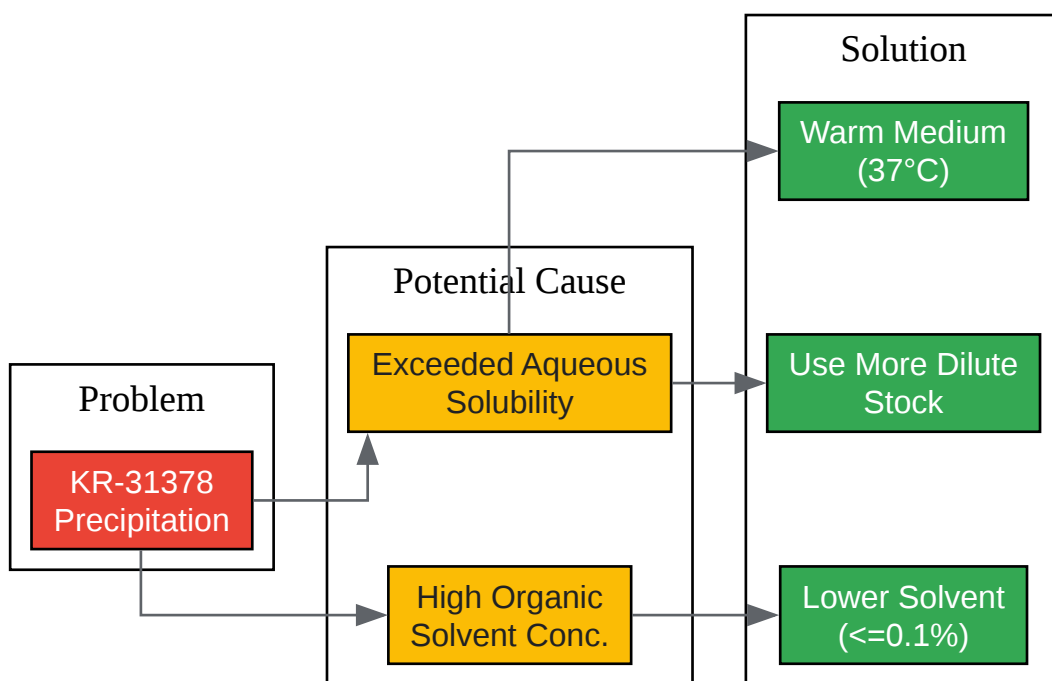 Problem
KR-31378
Precipitation
Potential Cause
Exceeded Aqueous
Solubility
High Organic
Solvent Conc.
Solution
Warm Medium
(37°C)
Use More Dilute
Stock
Lower Solvent
(<=0.1%)